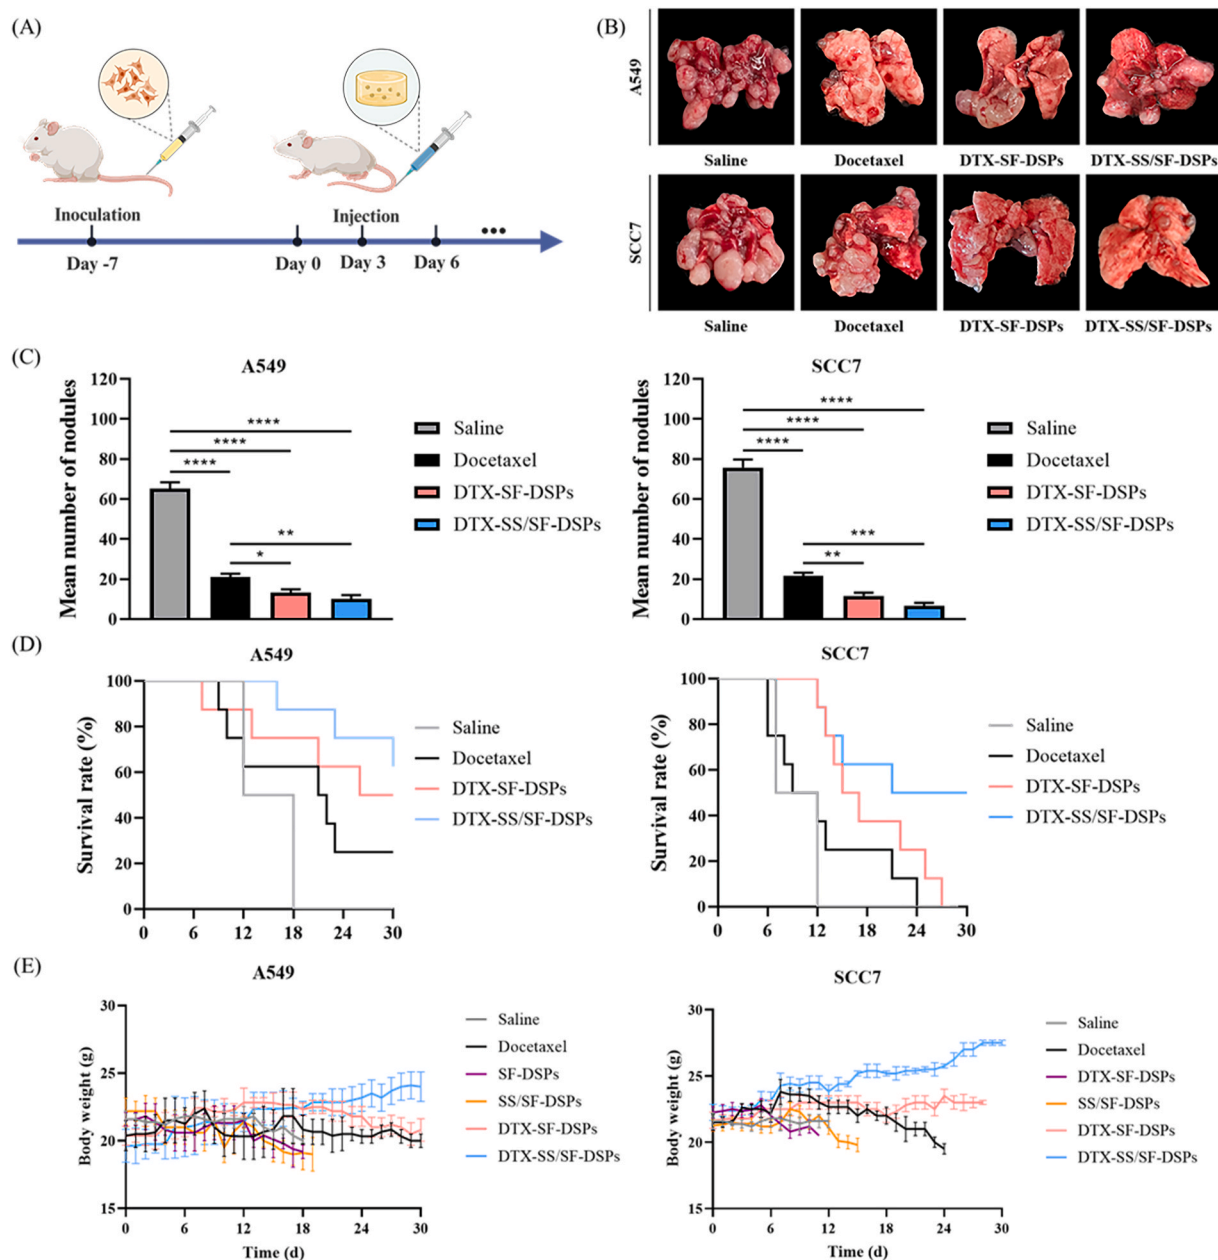 (A)
Inoculation
Injection
Day -7
Day 0
Day 3
Day 6
•••
(B)
A549
Saline
Docetaxel
DTX-SF-DSPs
DTX-SS/SF-DSPs
SCC7
Saline
Docetaxel
DTX-SF-DSPs
DTX-SS/SF-DSPs
(C)
A549
Mean number of nodules
120
100
80
60
40
20
0
****
****
****
**
*
Saline
Docetaxel
DTX-SF-DSPs
DTX-SS/SF-DSPs
SCC7
Mean number of nodules
120
100
80
60
40
20
0
****
****
****
***
**
Saline
Docetaxel
DTX-SF-DSPs
DTX-SS/SF-DSPs
(D)
A549
Survival rate (%)
100
80
60
40
20
0
0 6 12 18 24 30
Saline
Docetaxel
DTX-SF-DSPs
DTX-SS/SF-DSPs
SCC7
Survival rate (%)
100
80
60
40
20
0
0 6 12 18 24 30
Saline
Docetaxel
DTX-SF-DSPs
DTX-SS/SF-DSPs
(E)
A549
Body weight (g)
30
25
20
15
0 6 12 18 24 30
Time (d)
Saline
Docetaxel
SF-DSPs
SS/SF-DSPs
DTX-SF-DSPs
DTX-SS/SF-DSPs
SCC7
Body weight (g)
30
25
20
15
0 6 12 18 24 30
Time (d)
Saline
Docetaxel
DTX-SF-DSPs
SS/SF-DSPs
DTX-SF-DSPs
DTX-SS/SF-DSPs